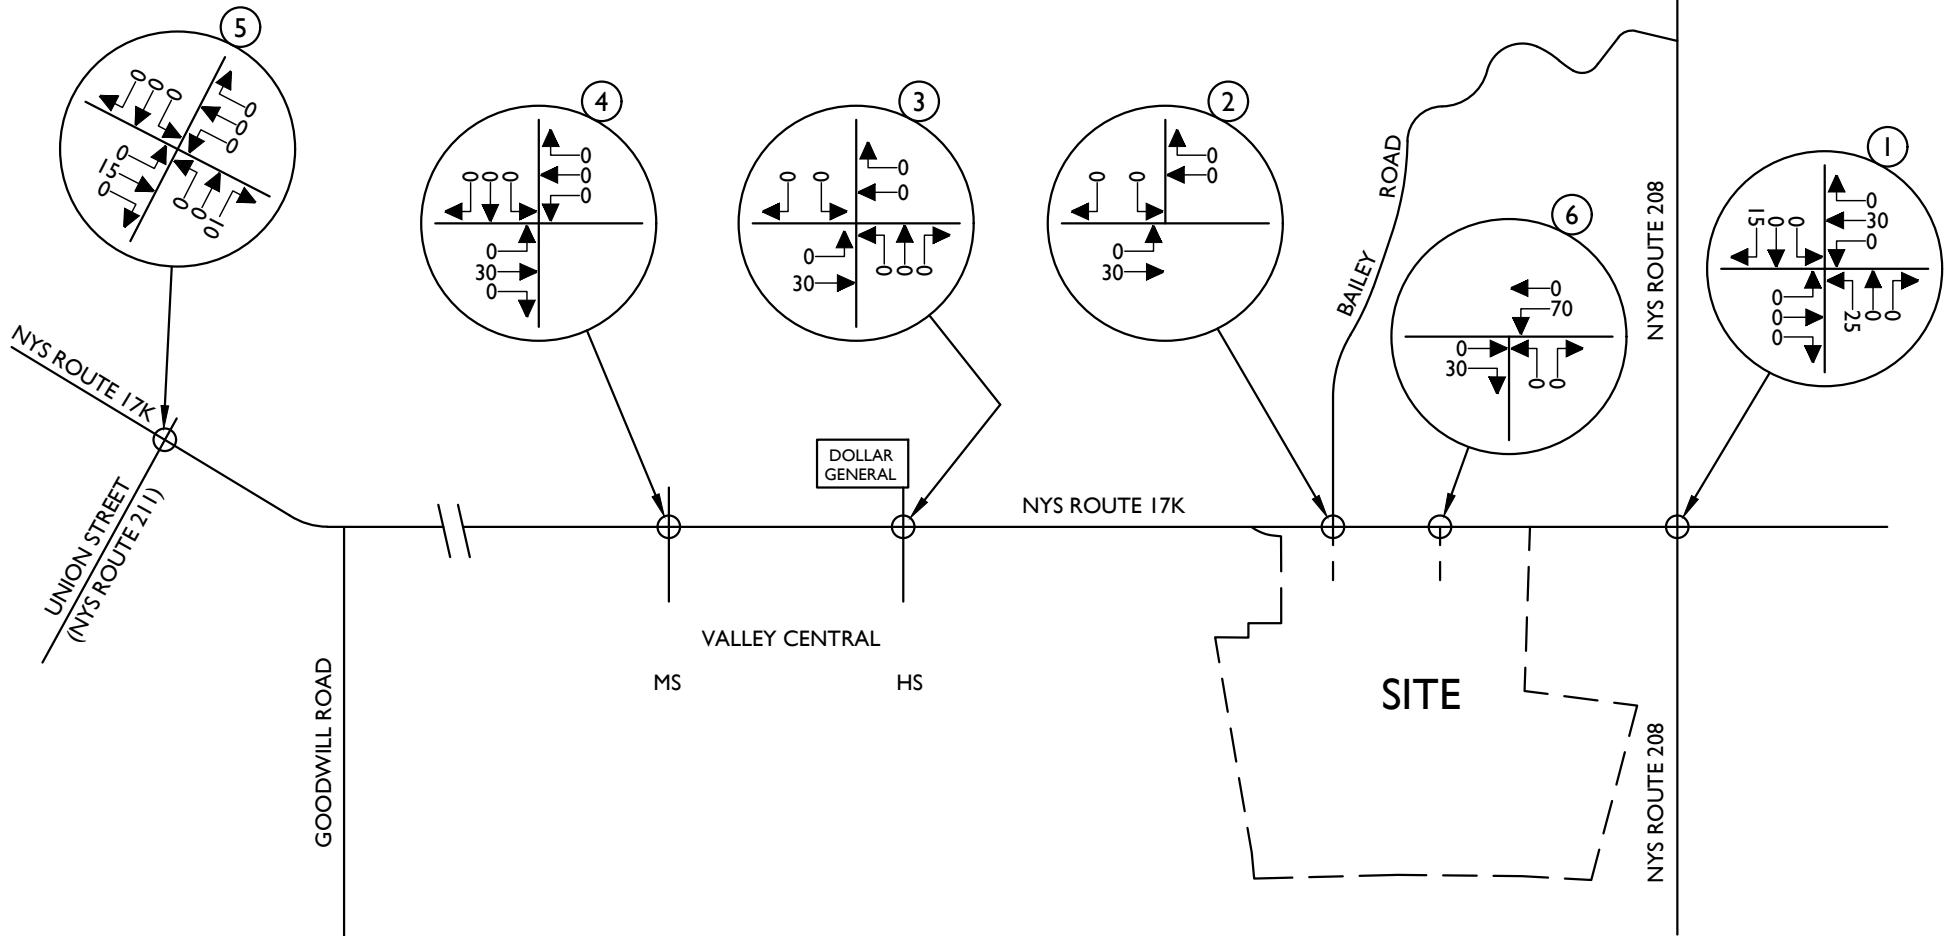 5
0 0 0
0
0
0
0
15
0
0 0 10
4
0 0 0
0
0
0
0
30
0
3
0 0
0
0
0
30
0 0 0
2
0 0
0
0
0
30
6
0
70
0
30
0 0
1
15 0 0
0
30
0
0
0
0
25 0 0
NYS ROUTE 17K
UNION STREET
(NYS ROUTE 211)
GOODWILL ROAD
DOLLAR
GENERAL
VALLEY CENTRAL
MS
HS
NYS ROUTE 17K
BAILEY ROAD
SITE
NYS ROUTE 208
NYS ROUTE 208